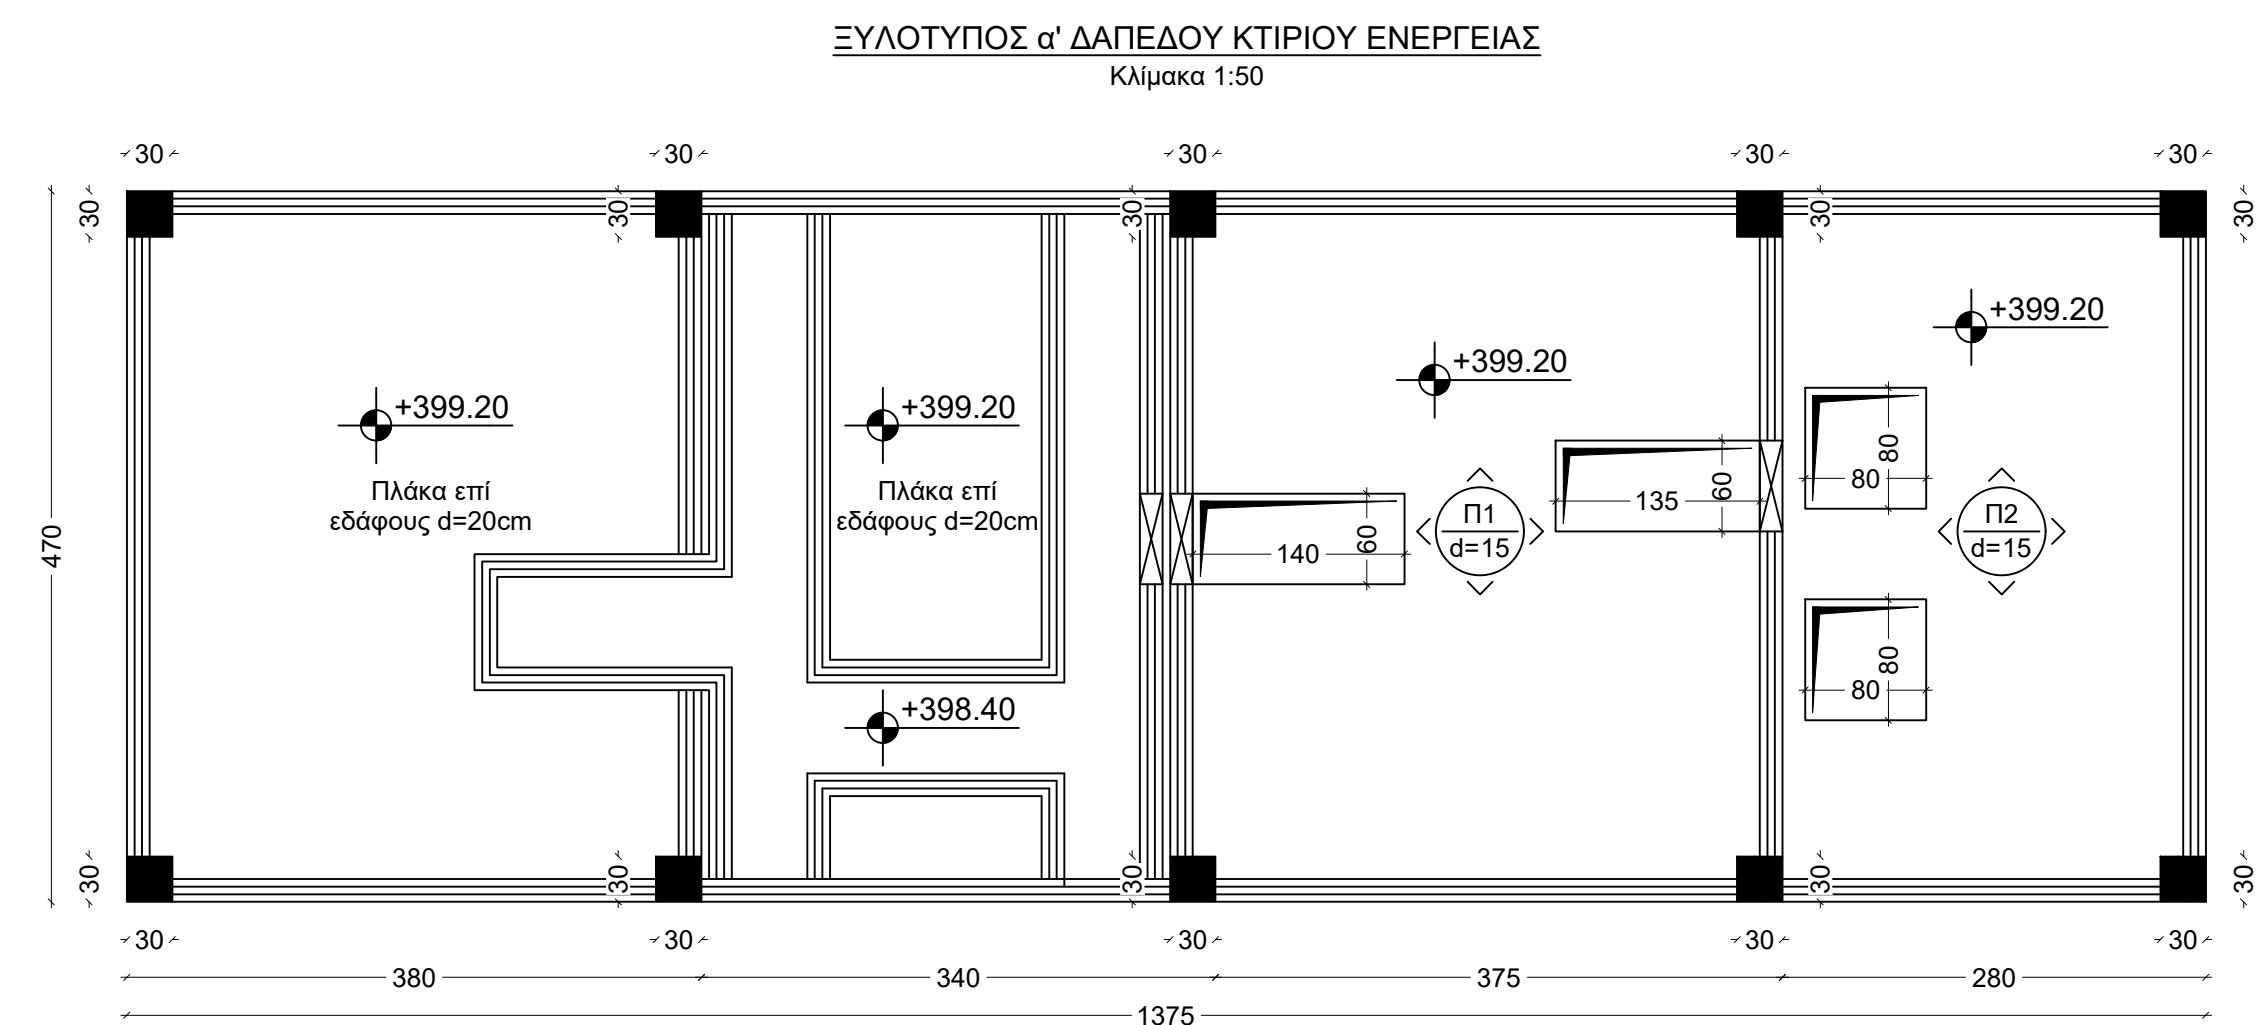 ΞΥΛΟΤΥΠΟΣ α' ΔΑΠΕΔΟΥ ΚΤΙΡΙΟΥ ΕΝΕΡΓΕΙΑΣ
Κλίμακα 1:50
30 30 30 30 30
30 30 30 30 30
+399.20
+399.20
+399.20
+399.20
Πλάκα επί
εδάφους d=20cm
Πλάκα επί
εδάφους d=20cm
470
140
60
Π1
d=15
135
60
80
80
Π2
d=15
80
80
+398.40
30 30 30 30 30
30 30 30 30 30
380 340 375 280
1375